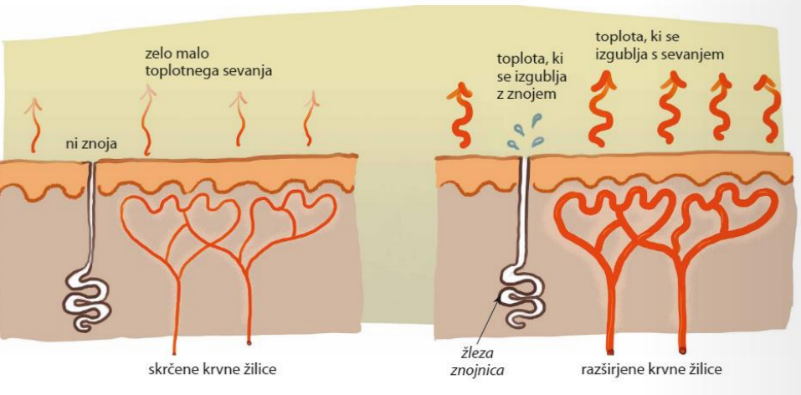 zelo malo
toplotnega sevanja
ni znoja
skrčene krvne žilice
toplota, ki
se izgublja
z znojem
toplota, ki se
izgublja s sevanjem
žleza
znojnica
razširjene krvne žilice